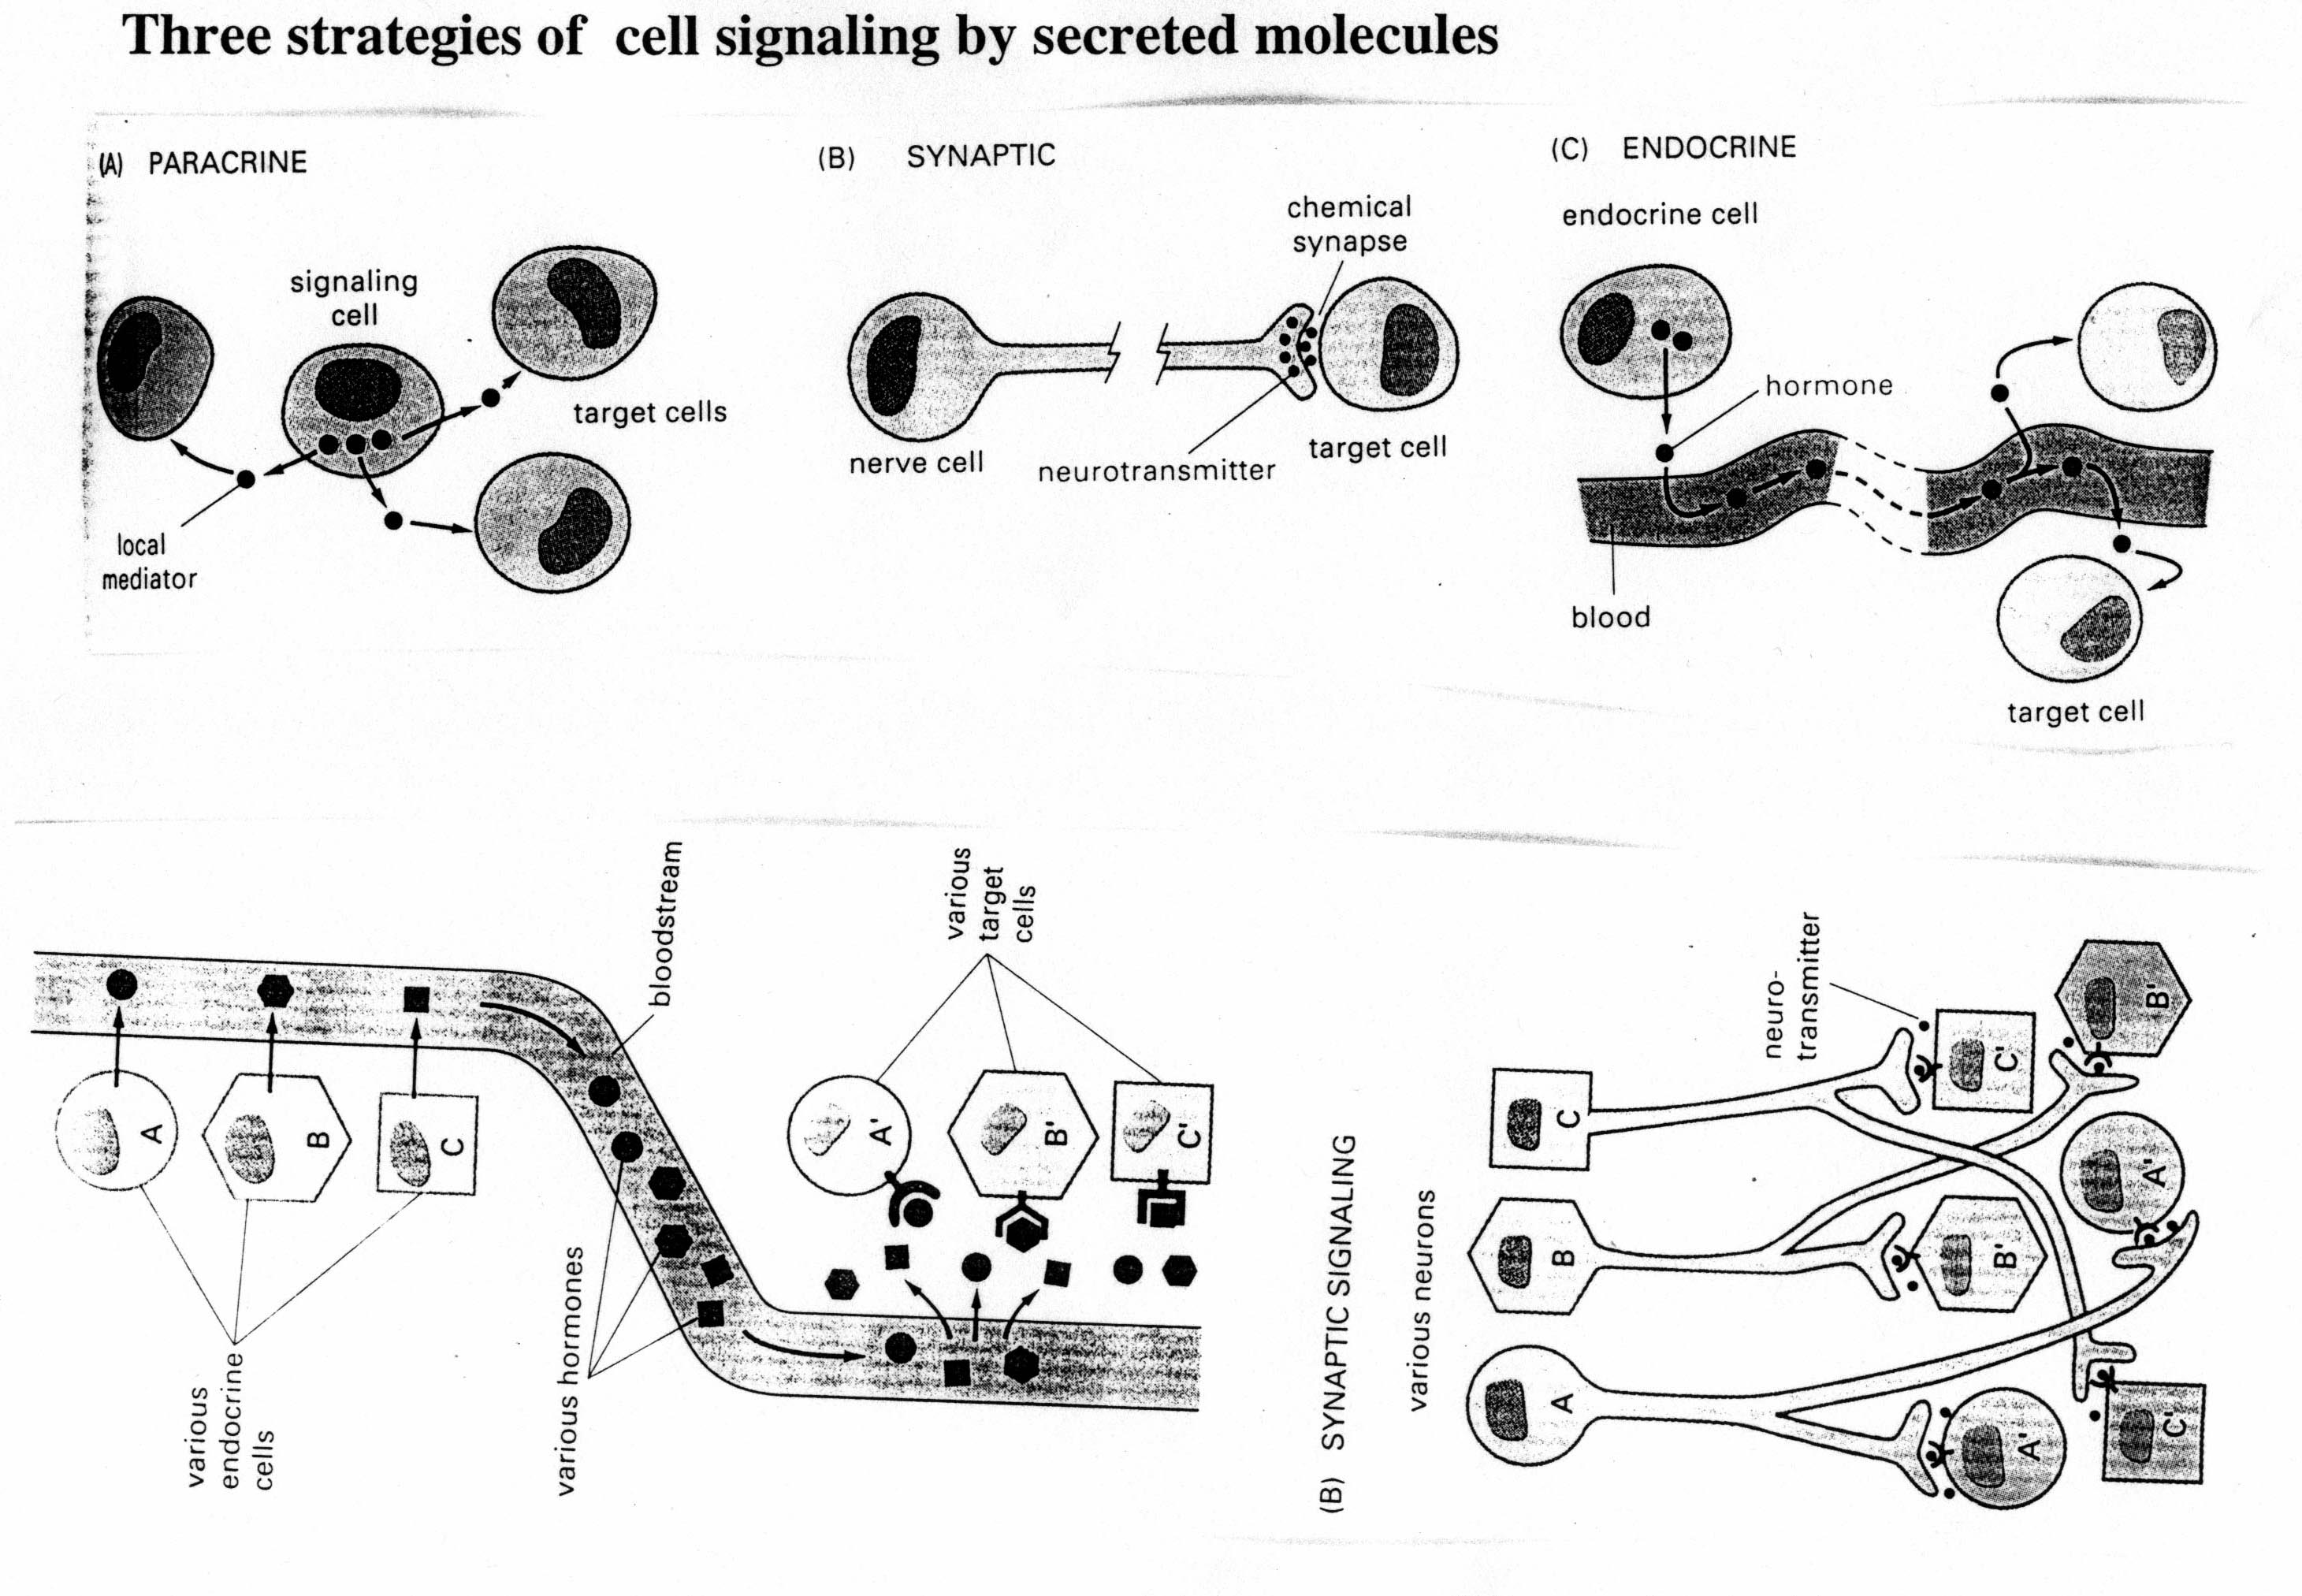 Three strategies of cell signaling by secreted molecules
(A) PARACRINE
signaling
cell
target cells
local
mediator
(B) SYNAPTIC
chemical
synapse
nerve cell
neurotransmitter
target cell
(C) ENDOCRINE
endocrine cell
hormone
blood
target cell
bloodstream
various
target
cells
A
B
C
A'
B'
C'
various
endocrine
cells
various hormones
(B) SYNAPTIC SIGNALING
various neurons
neuro-
transmitter
C
B
A
C'
B'
A'
B'
A'
C'